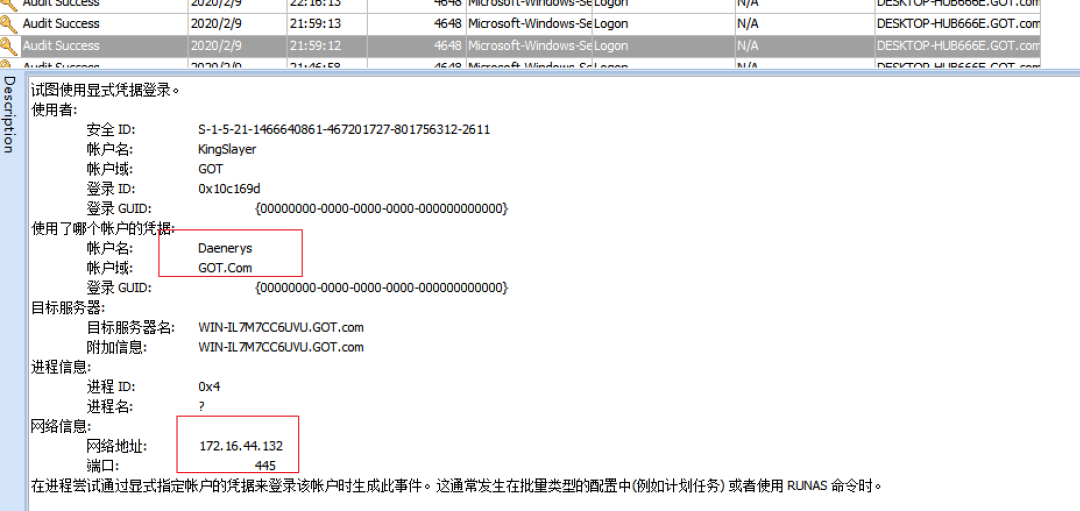 Audit Success 2020/2/9 22:16:13 4648 Microsoft-Windows-Se Logon N/A DESKTOP-HUB666E.GOT.com
Audit Success 2020/2/9 21:59:13 4648 Microsoft-Windows-Se Logon N/A DESKTOP-HUB666E.GOT.com
Audit Success 2020/2/9 21:59:12 4648 Microsoft-Windows-Se Logon N/A DESKTOP-HUB666E.GOT.com
Audit Success 2020/2/9 21:46:58 4648 Microsoft-Windows-Se Logon N/A DESKTOP-HUB666E.GOT.com
Description
试图使用显式凭据登录。
使用者:
安全 ID: S-1-5-21-1466640861-467201727-801756312-2611
帐户名: KingSlayer
帐户域: GOT
登录 ID: 0x10c169d
登录 GUID: {00000000-0000-0000-0000-000000000000}
使用了哪个帐户的凭据:
帐户名: Daenerys
帐户域: GOT.Com
登录 GUID: {00000000-0000-0000-0000-000000000000}
目标服务器:
目标服务器名: WIN-IL7M7CC6UVU.GOT.com
附加信息: WIN-IL7M7CC6UVU.GOT.com
进程信息:
进程 ID: 0x4
进程名: ?
网络信息:
网络地址: 172.16.44.132
端口: 445
在进程尝试通过显式指定帐户的凭据来登录该帐户时生成此事件。这通常发生在批量类型的配置中(例如计划任务) 或者使用 RUNAS 命令时。